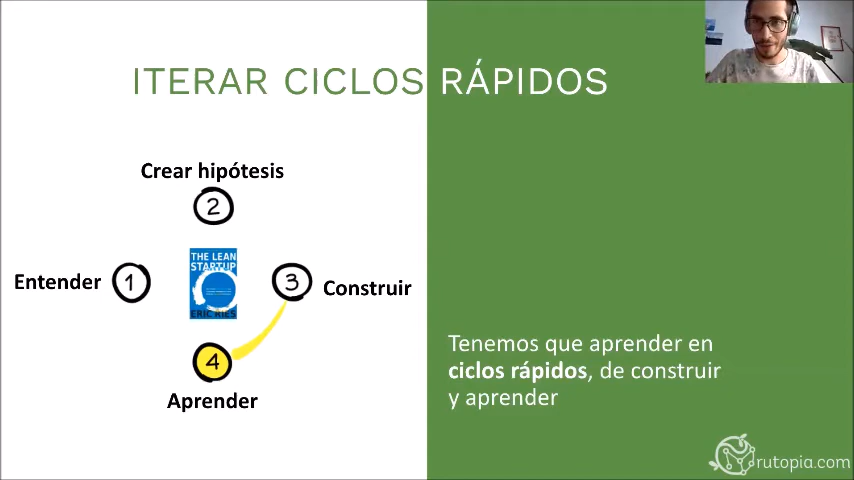 ITERAR CICLOS RÁPIDOS
Crear hipótesis
2
THE LEAN
STARTUP
Entender
1
3
Construir
ERIC RIES
4
Aprender
Tenemos que aprender en
ciclos rápidos, de construir
y aprender
rutopia.com